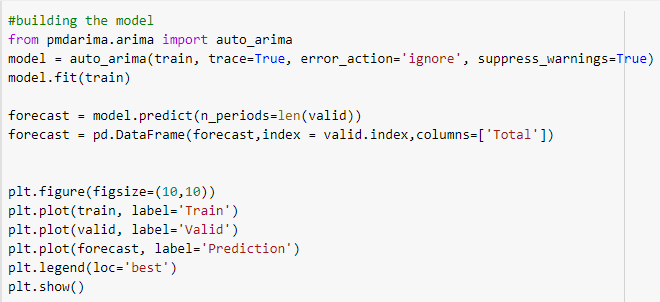 #building the model
from pmdarima.arima import auto_arima
model = auto_arima(train, trace=True, error_action='ignore', suppress_warnings=True)
model.fit(train)
forecast = model.predict(n_periods=len(valid))
forecast = pd.DataFrame(forecast,index = valid.index,columns=['Total'])
plt.figure(figsize=(10,10))
plt.plot(train, label='Train')
plt.plot(valid, label='Valid')
plt.plot(forecast, label='Prediction')
plt.legend(loc='best')
plt.show()